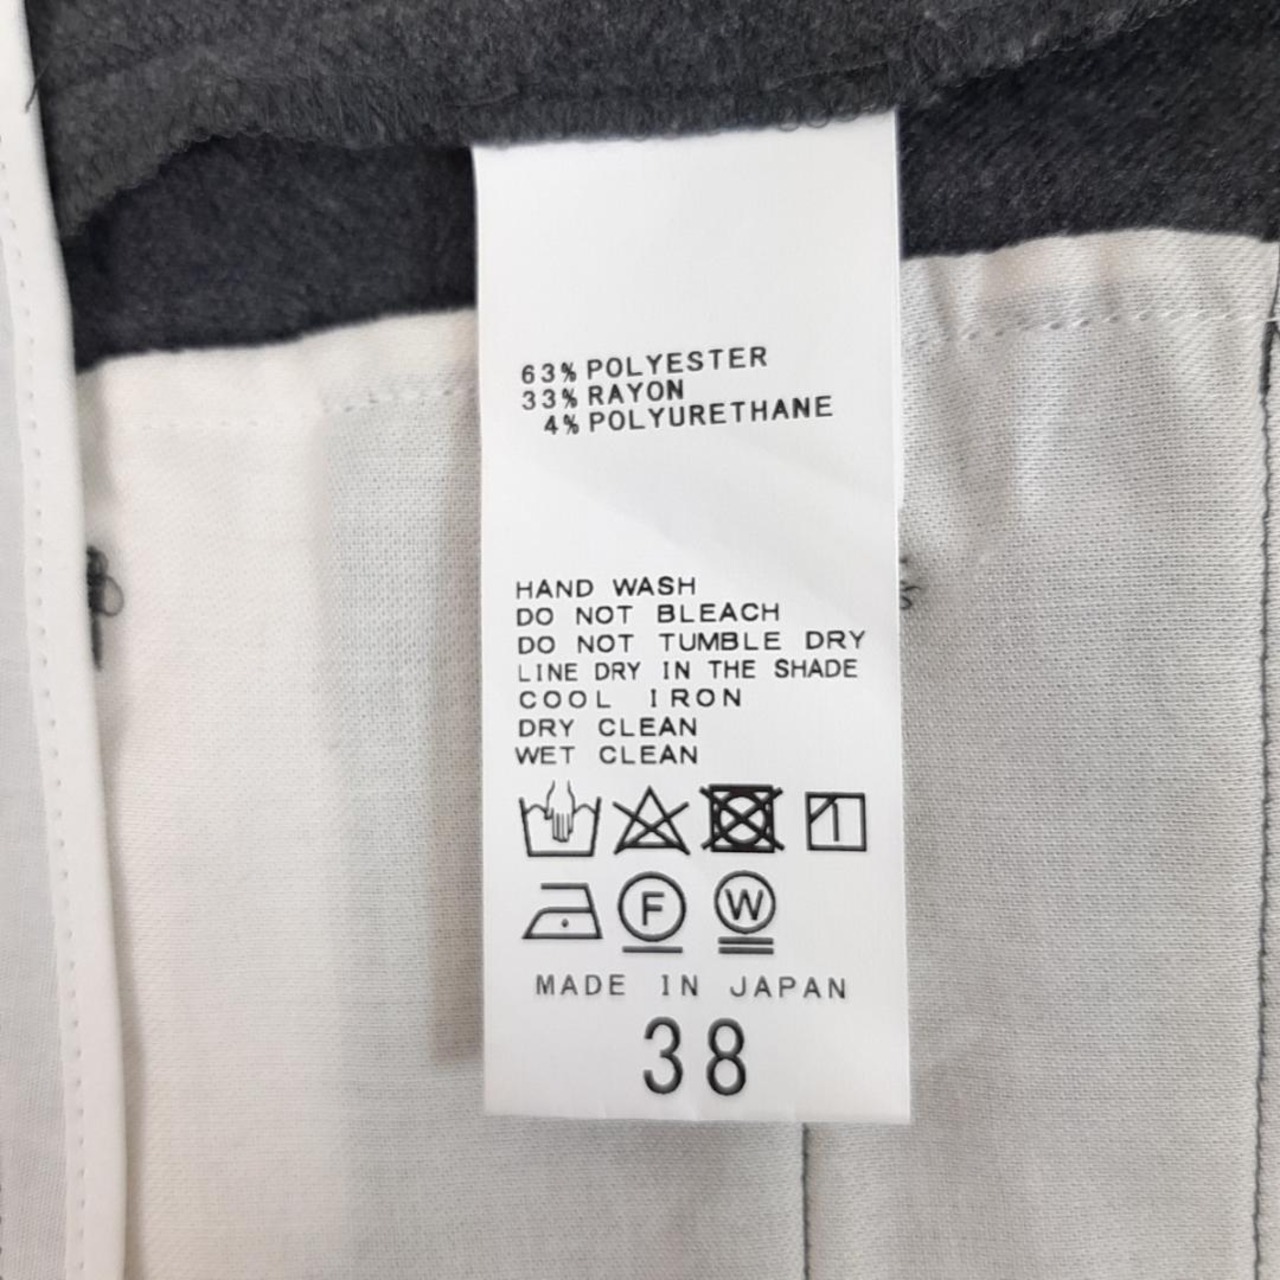 63% POLYESTER
33% RAYON
4% POLYURETHANE
HAND WASH
DO NOT BLEACH
DO NOT TUMBLE DRY
LINE DRY IN THE SHADE
COOL IRON
DRY CLEAN
WET CLEAN
F W
MADE IN JAPAN
38